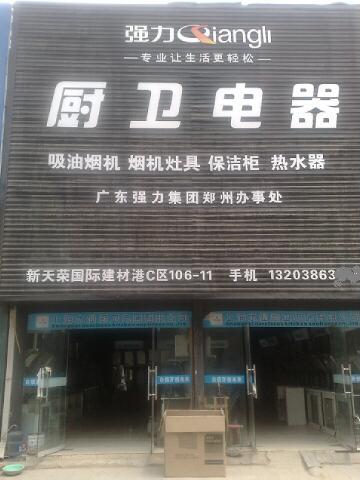 强力 Qiangli
—专业让生活更轻松—
厨卫电器
吸油烟机 烟机灶具 保洁柜 热水器
广东强力集团郑州办事处
新天荣国际建材港C区106-11 手机 13203863